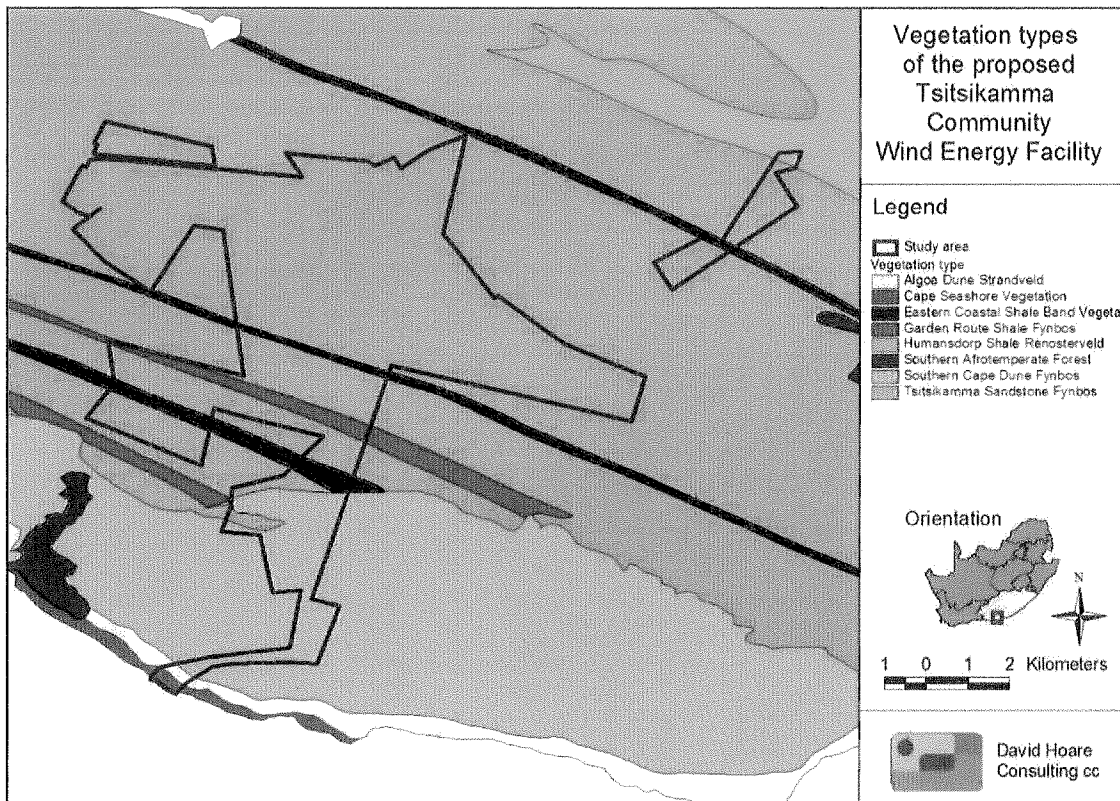 Vegetation types
of the proposed
Tsitsikamma
Community
Wind Energy Facility
Legend
Study area
Vegetation type
Algoa Dune Strandveld
Cape Seashore Vegetation
Eastern Coastal Shale Band Vegeta
Garden Route Shale Fynbos
Humansdorp Shale Renosterveld
Southern Afrotemperate Forest
Southern Cape Dune Fynbos
Tsitsikamma Sandstone Fynbos
Orientation
N
1 0 1 2 Kilometers
David Hoare
Consulting cc